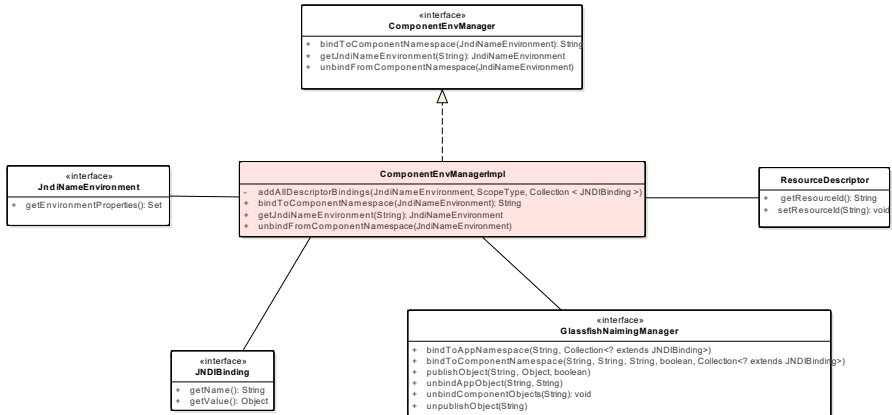 «interface»
ComponentEnvManager
+ bindToComponentNamespace(JndiNameEnvironment): String
+ getJndiNameEnvironment(String): JndiNameEnvironment
+ unbindFromComponentNamespace(JndiNameEnvironment)
«interface»
JndiNameEnvironment
+ getEnvironmentProperties(): Set
ComponentEnvManagerImpl
- addAllDescriptorBindings(JndiNameEnvironment, ScopeType, Collection < JNDIBinding >)
+ bindToComponentNamespace(JndiNameEnvironment): String
+ getJndiNameEnvironment(String): JndiNameEnvironment
+ unbindFromComponentNamespace(JndiNameEnvironment)
ResourceDescriptor
+ getResourceId(): String
+ setResourceId(String): void
«interface»
JNDIBinding
+ getName(): String
+ getValue(): Object
«interface»
GlassfishNaimingManager
+ bindToAppNamespace(String, Collection<? extends JNDIBinding>)
+ bindToComponentNamespace(String, String, String, boolean, Collection<? extends JNDIBinding>)
+ publishObject(String, Object, boolean)
+ unbindAppObject(String, String)
+ unbindComponentObjects(String): void
+ unpublishObject(String)